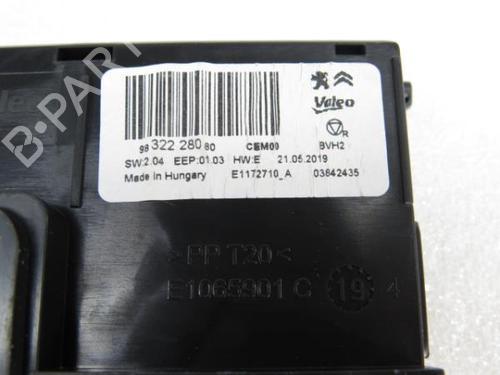 B-PARTS
Valeo
98 322 280 80 CEM00 BVH2
SW:2.04 EEP:01.03 HW:E 21.05.2019
Made in Hungary E1172710_A 03842435
>PP T20<
E1065901 C 19 4